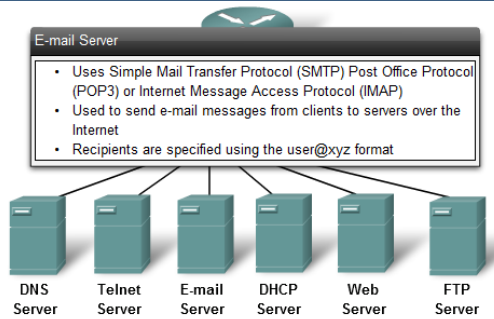 E-mail Server
• Uses Simple Mail Transfer Protocol (SMTP) Post Office Protocol
(POP3) or Internet Message Access Protocol (IMAP)
• Used to send e-mail messages from clients to servers over the
Internet
• Recipients are specified using the user@xyz format
DNS Telnet E-mail DHCP Web FTP
Server Server Server Server Server Server